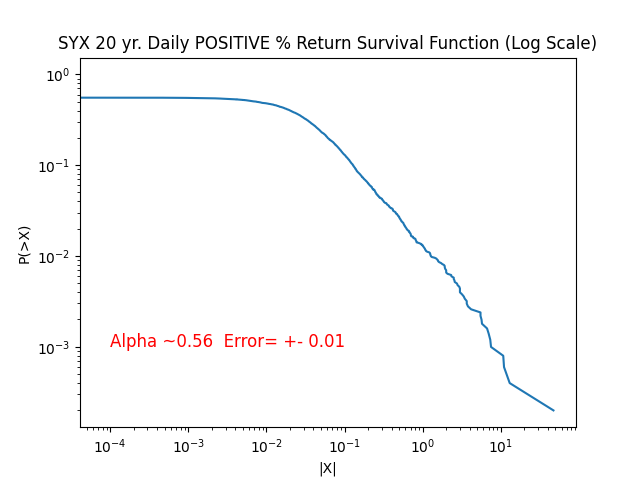 SYX 20 yr. Daily POSITIVE % Return Survival Function (Log Scale)
10⁰
10⁻¹
10⁻²
10⁻³
P(>X)
Alpha ~0.56  Error= +- 0.01
10⁻⁴ 10⁻³ 10⁻² 10⁻¹ 10⁰ 10¹
|X|